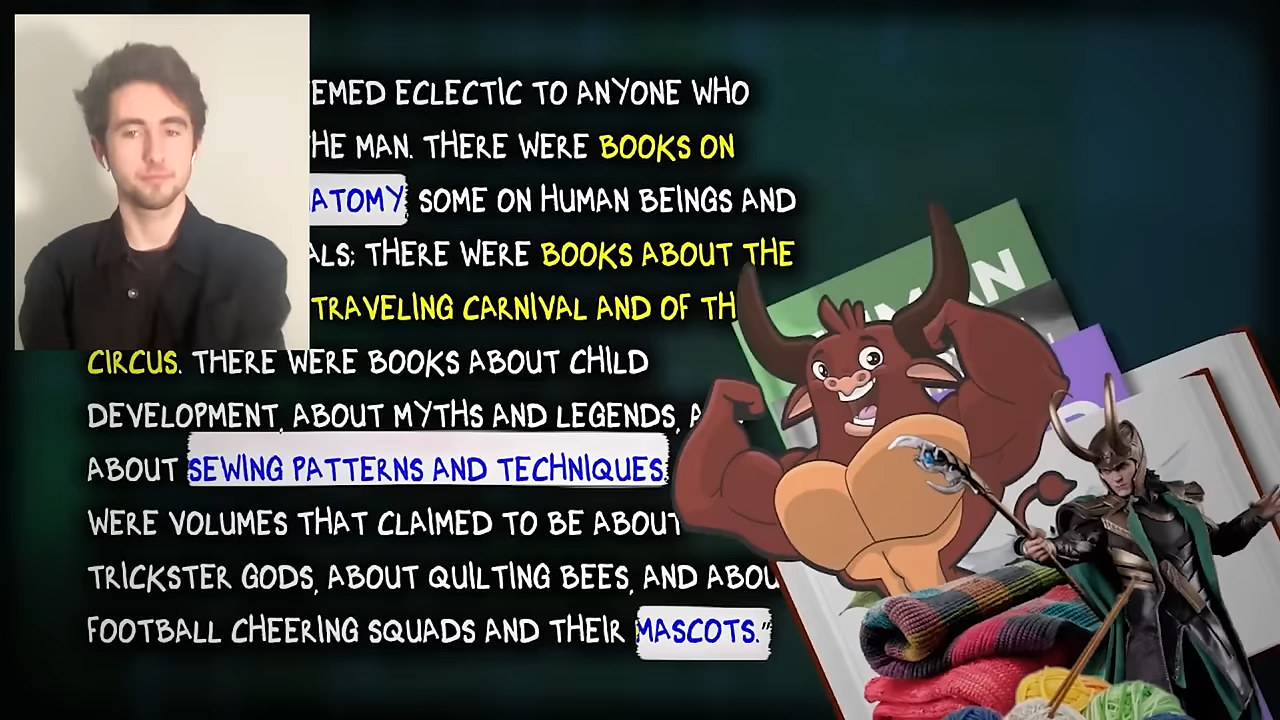 EMED ECLECTIC TO ANYONE WHO
HE MAN. THERE WERE BOOKS ON
ATOMY SOME ON HUMAN BEINGS AND
ALS; THERE WERE BOOKS ABOUT THE
TRAVELING CARNIVAL AND OF TH
CIRCUS. THERE WERE BOOKS ABOUT CHILD
DEVELOPMENT, ABOUT MYTHS AND LEGENDS, A
ABOUT SEWING PATTERNS AND TECHNIQUES
WERE VOLUMES THAT CLAIMED TO BE ABOUT
TRICKSTER GODS, ABOUT QUILTING BEES, AND ABOU
FOOTBALL CHEERING SQUADS AND THEIR MASCOTS.”